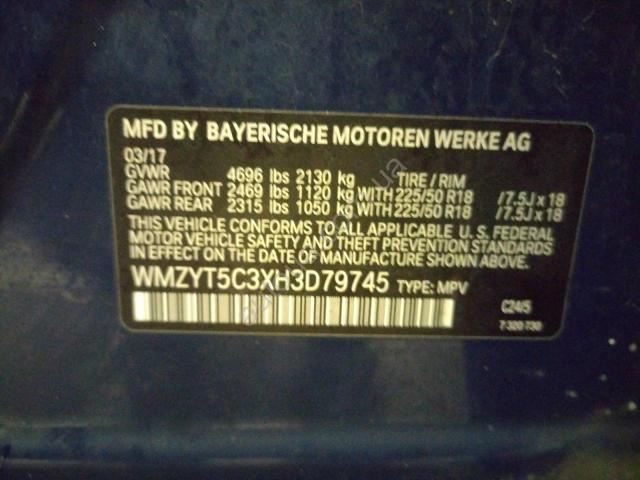 MFD BY BAYERISCHE MOTOREN WERKE AG
03/17
GVWR 4696 lbs 2130 kg TIRE / RIM
GAWR FRONT 2469 lbs 1120 kg WITH 225/50 R18 /7.5J x 18
GAWR REAR 2315 lbs 1050 kg WITH 225/50 R18 /7.5J x 18
THIS VEHICLE CONFORMS TO ALL APPLICABLE U. S. FEDERAL
MOTOR VEHICLE SAFETY AND THEFT PREVENTION STANDARDS
IN EFFECT ON THE DATE OF MANUFACTURE SHOWN ABOVE.
WMZYT5C3XH3D79745 TYPE: MPV
C24/5
7 320 730